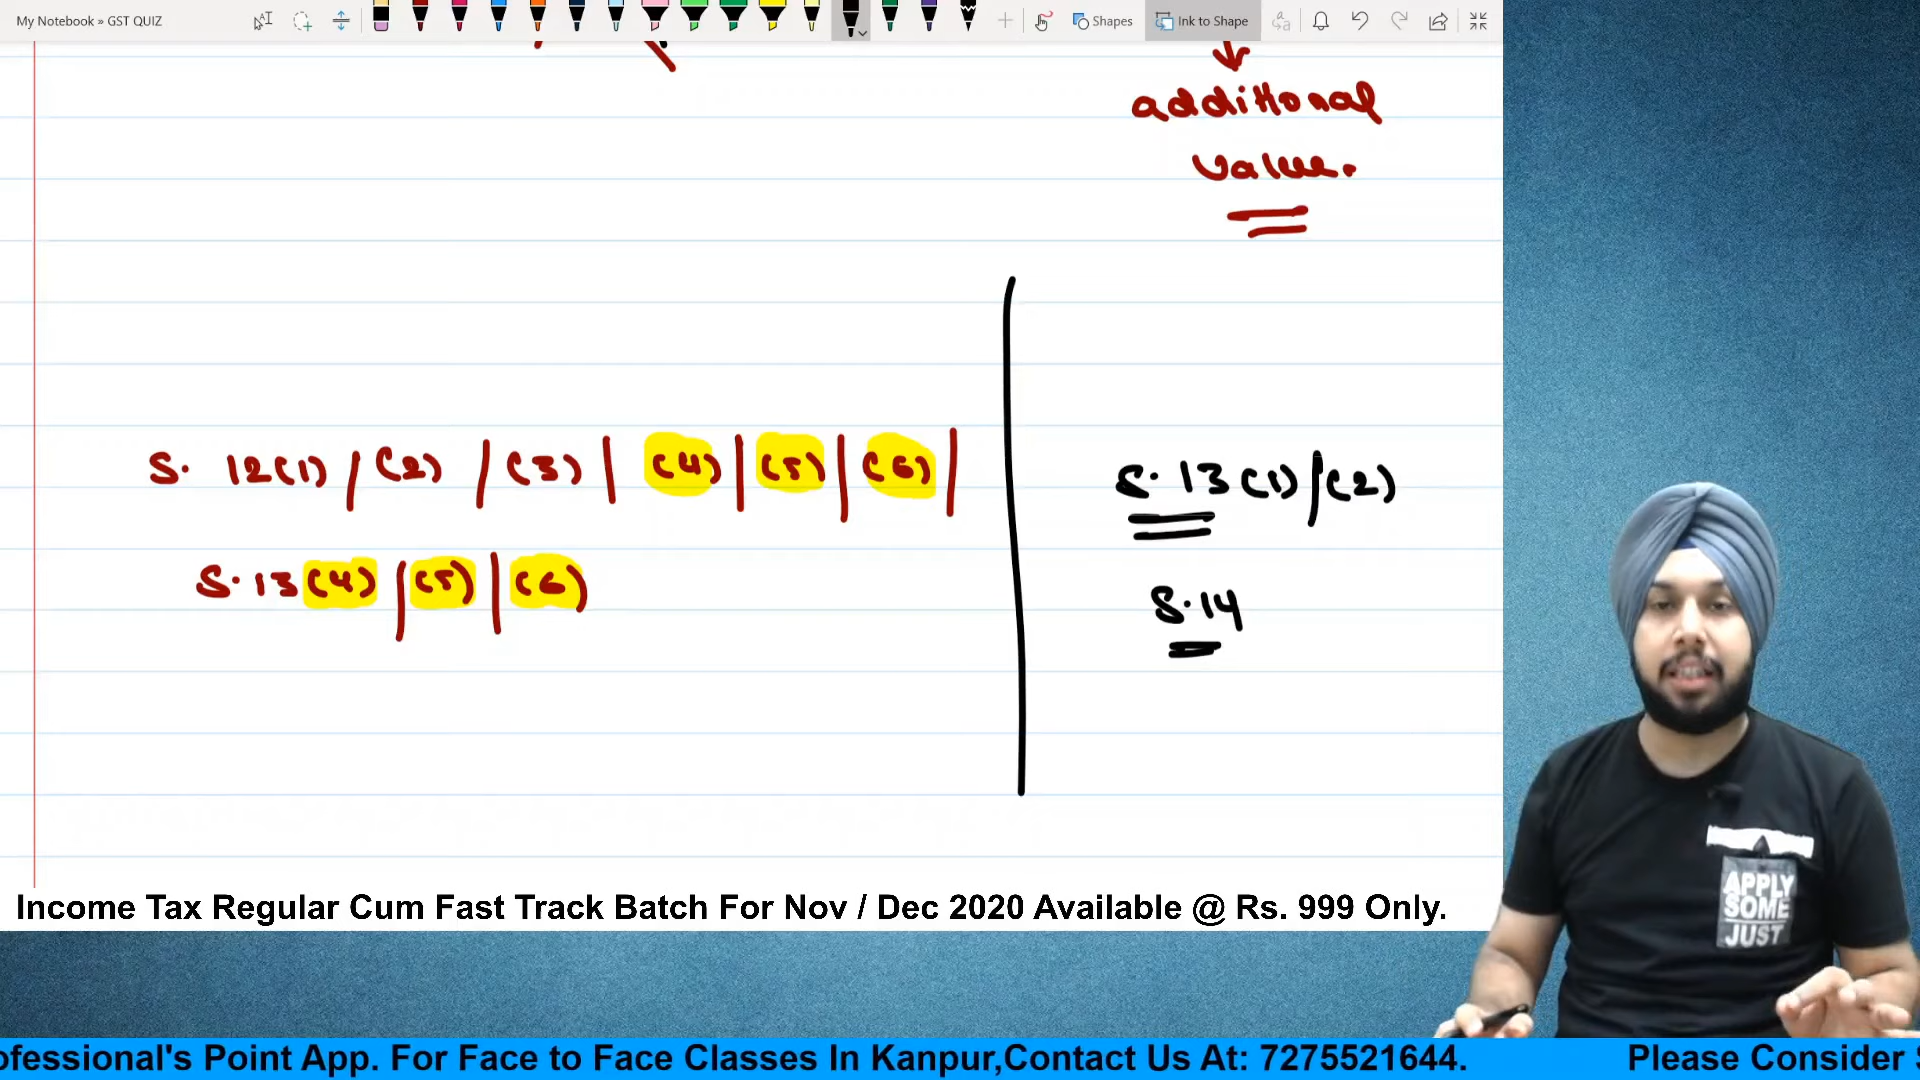 My Notebook » GST QUIZ
Shapes
Ink to Shape
additional
value.
S. 12(1) / (2) / (3) | (4) | (5) | (6) |
S.13(4) | (5) | (6)
S.13(1) | (2)
S.14
APPLY
SOME
JUST
Income Tax Regular Cum Fast Track Batch For Nov / Dec 2020 Available @ Rs. 999 Only.
ofessional's Point App. For Face to Face Classes In Kanpur,Contact Us At: 7275521644. Please Consider